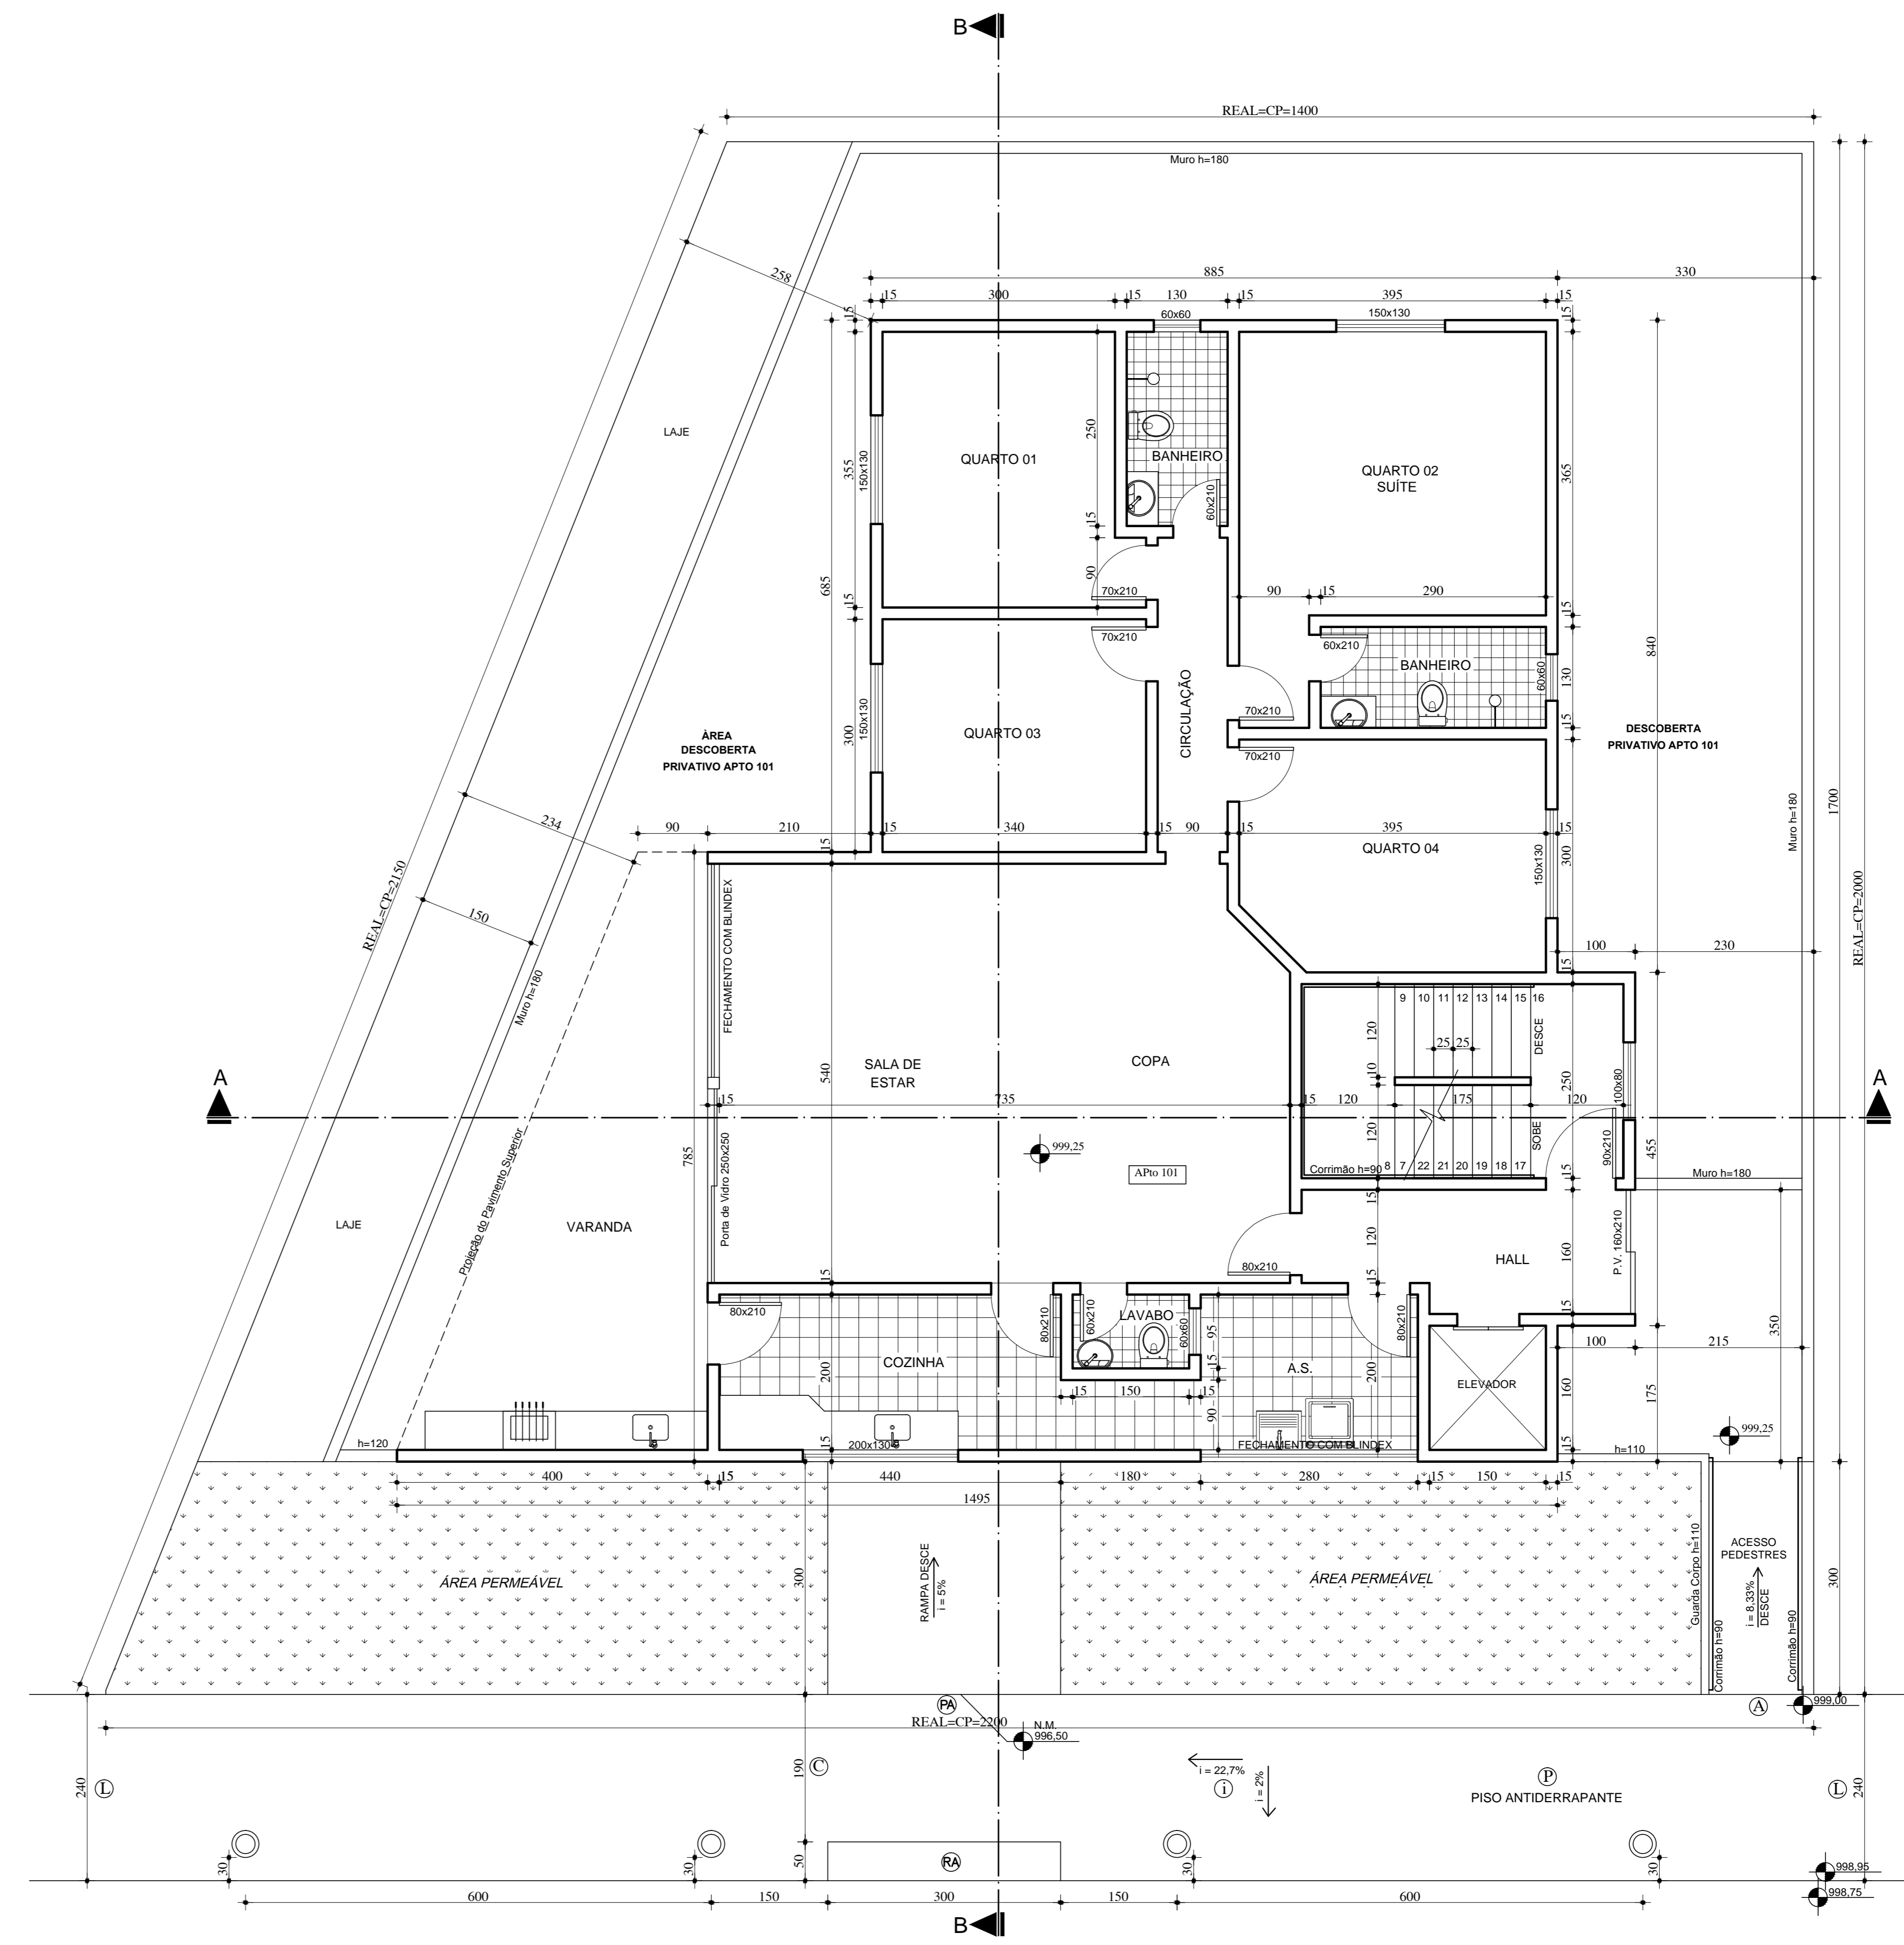 B
REAL=CP=1400
Muro h=180
258
885
330
15
300
15
130
15
395
15
60x60
150x130
15
15
LAJE
QUARTO 01
250
BANHEIRO
QUARTO 02
SUÍTE
355
150x130
365
60x210
15
90
70x210
90
15
290
685
15
15
70x210
60x210
BANHEIRO
60x60
130
840
CIRCULAÇÃO
QUARTO 03
300
150x130
70x210
15
70x210
ÀREA
DESCOBERTA
PRIVATIVO APTO 101
DESCOBERTA
PRIVATIVO APTO 101
1700
Muro h=180
234
90
210
15
340
15
90
15
395
15
15
QUARTO 04
150x130
300
REAL=CP=2150
150
REAL=CP=2000
FECHAMENTO COM BLINDEX
100
230
15
Muro h=180
9
10
11
12
13
14
15
16
120
25
25
DESCE
SALA DE
ESTAR
COPA
540
10
250
100x80
A
A
15
735
15
120
175
120
785
Projeção do Pavimento Superior
Porta de Vidro 250x250
999,25
120
SOBE
90x210
455
APto 101
Corrimão h=90
8
7
22
21
20
19
18
17
15
Muro h=180
15
LAJE
VARANDA
120
HALL
160
P.V. 160x210
80x210
15
15
15
350
80x210
80x210
60x210
LAVABO
60x60
95
80x210
COZINHA
200
15
A.S.
200
100
215
ELEVADOR
160
175
15
150
15
90
999,25
h=120
15
200x130
FECHAMENTO COM BLINDEX
15
h=110
400
15
440
180
280
15
150
15
1495
ÁREA PERMEÁVEL
300
RAMPA DESCE
i = 5%
ÁREA PERMEÁVEL
Guarda Corpo h=110
ACESSO
PEDESTRES
i = 8,33%
DESCE
300
Corrimão h=90
Corrimão h=90
PA
A
999,00
REAL=CP=2200
N.M.
996,50
240
L
190
C
i = 22,7%
i
i = 2%
P
PISO ANTIDERRAPANTE
L
240
30
30
50
RA
30
30
998,95
998,75
600
150
300
150
600
B